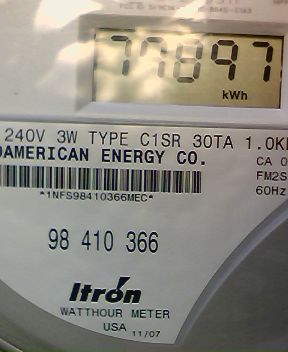 77897
kWh
240V 3W TYPE C1SR 30TA 1.0K
OAMERICAN ENERGY CO.
CA 0
FM2S
60Hz
*1NFS98410366MEC*
98 410 366
Itron
WATTHOUR METER
USA 11/07